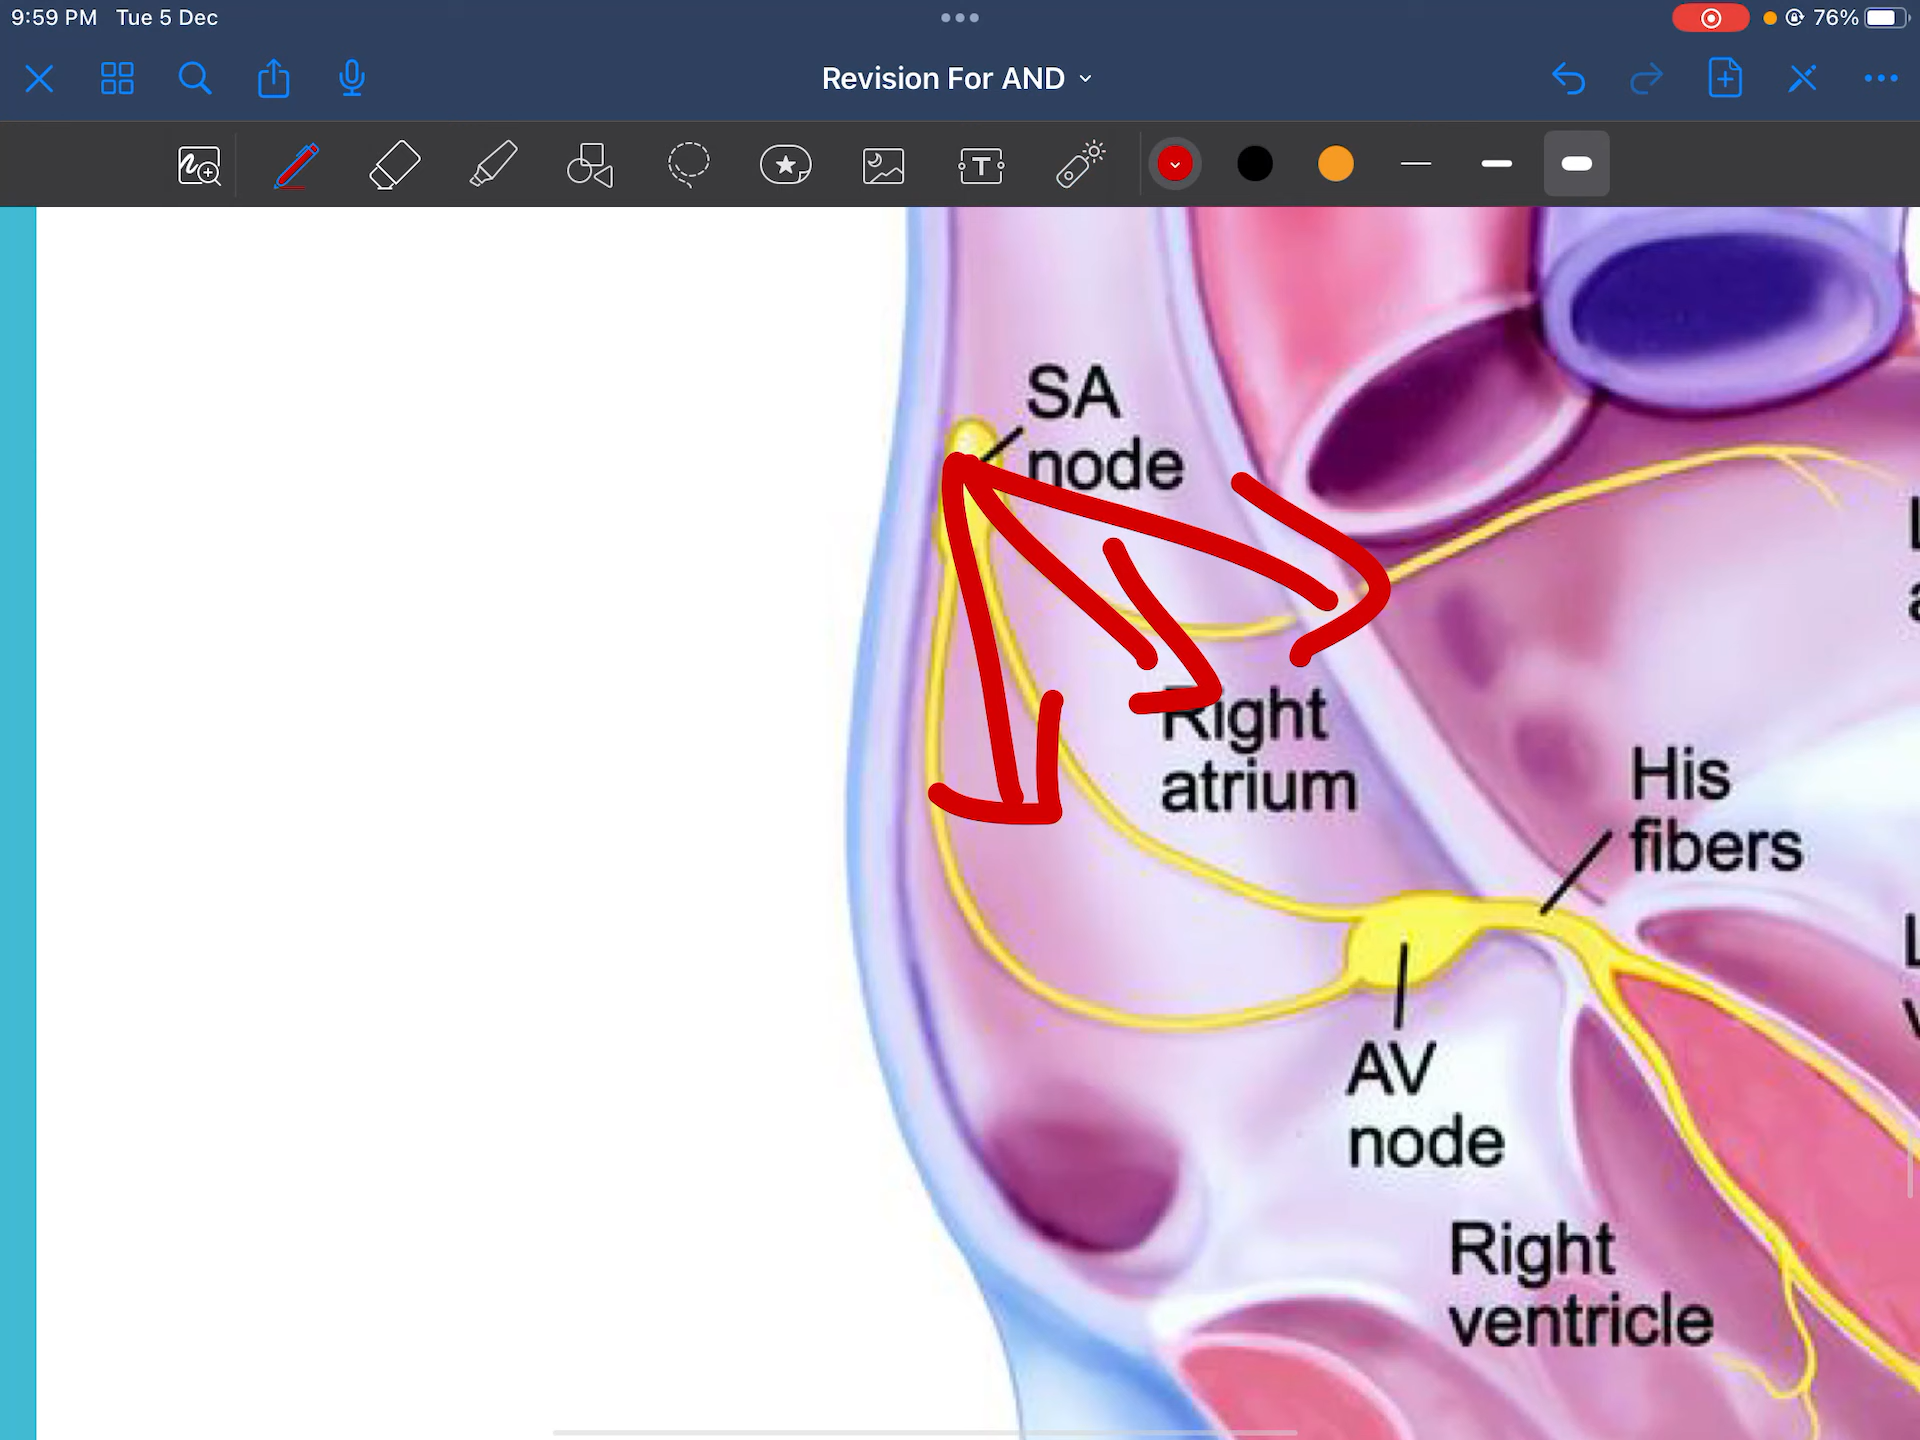 9:59 PM Tue 5 Dec
76%
Revision For AND
T
SA
node
Right
atrium
His
fibers
AV
node
Right
ventricle